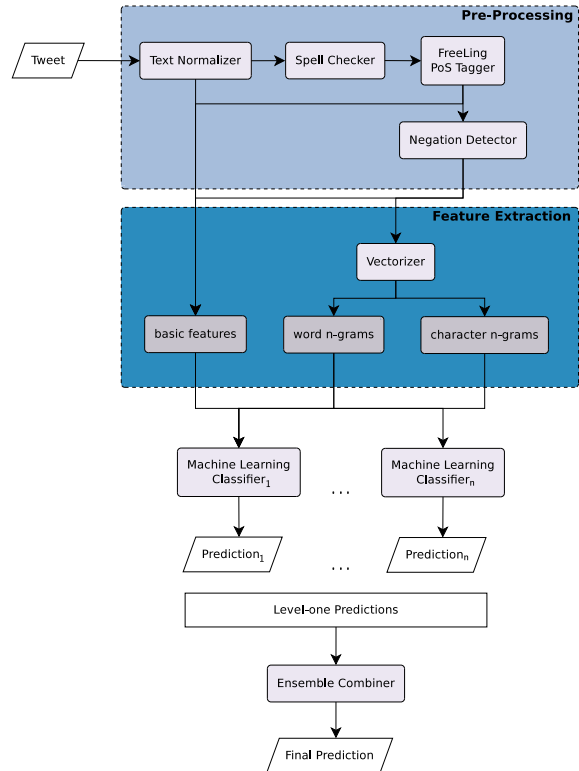 Pre-Processing
Tweet
Text Normalizer
Spell Checker
FreeLing
PoS Tagger
Negation Detector
Feature Extraction
Vectorizer
basic features
word n-grams
character n-grams
Machine Learning
Classifier1
...
Machine Learning
Classifiern
Prediction1
...
Predictionn
Level-one Predictions
Ensemble Combiner
Final Prediction